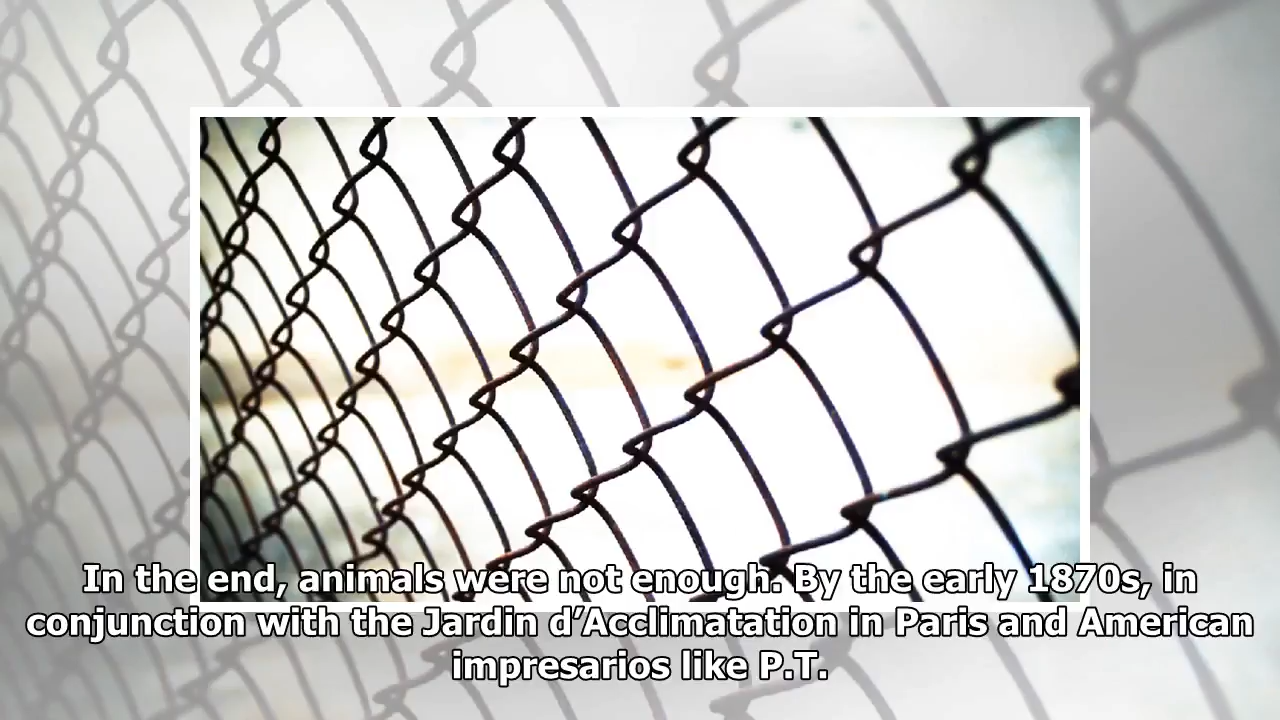 In the end, animals were not enough. By the early 1870s, in
conjunction with the Jardin d’Acclimatation in Paris and American
impresarios like P.T.